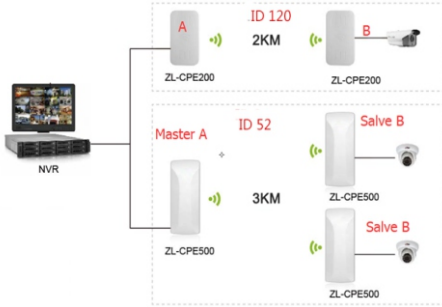 A
ID 120
2KM
B
ZL-CPE200
ZL-CPE200
Master A
ID 52
Salve B
ZL-CPE500
NVR
3KM
Salve B
ZL-CPE500
ZL-CPE500